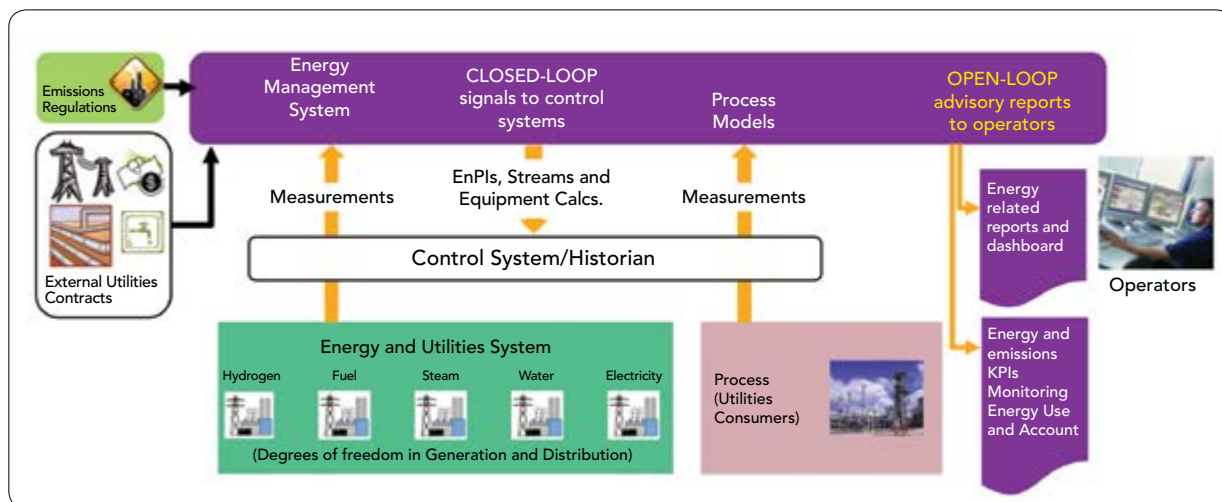 Emissions
Regulations
External Utilities
Contracts
Energy
Management
System
CLOSED-LOOP
signals to control
systems
Process
Models
OPEN-LOOP
advisory reports
to operators
Measurements
EnPIs, Streams and
Equipment Calcs.
Measurements
Control System/Historian
Energy
related
reports and
dashboard
Operators
Energy and Utilities System
Hydrogen
Fuel
Steam
Water
Electricity
(Degrees of freedom in Generation and Distribution)
Process
(Utilities
Consumers)
Energy and
emissions
KPIs
Monitoring
Energy Use
and Account